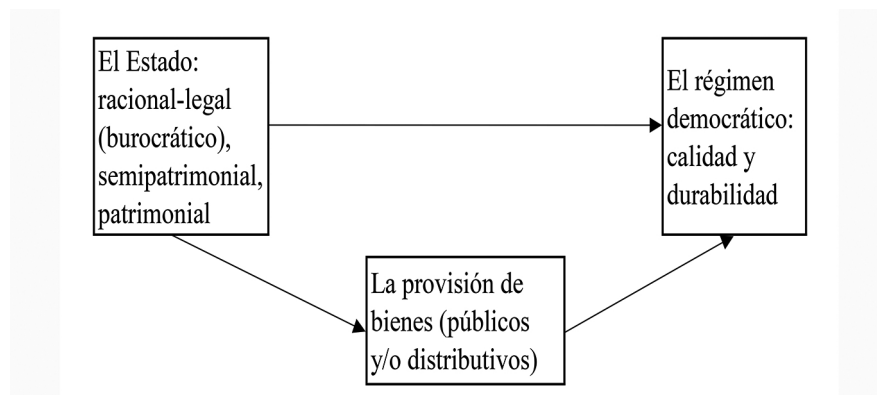 El Estado:
racional-legal
(burocrático),
semipatrimonial,
patrimonial
El régimen
democrático:
calidad y
durabilidad
La provisión de
bienes (públicos
y/o distributivos)